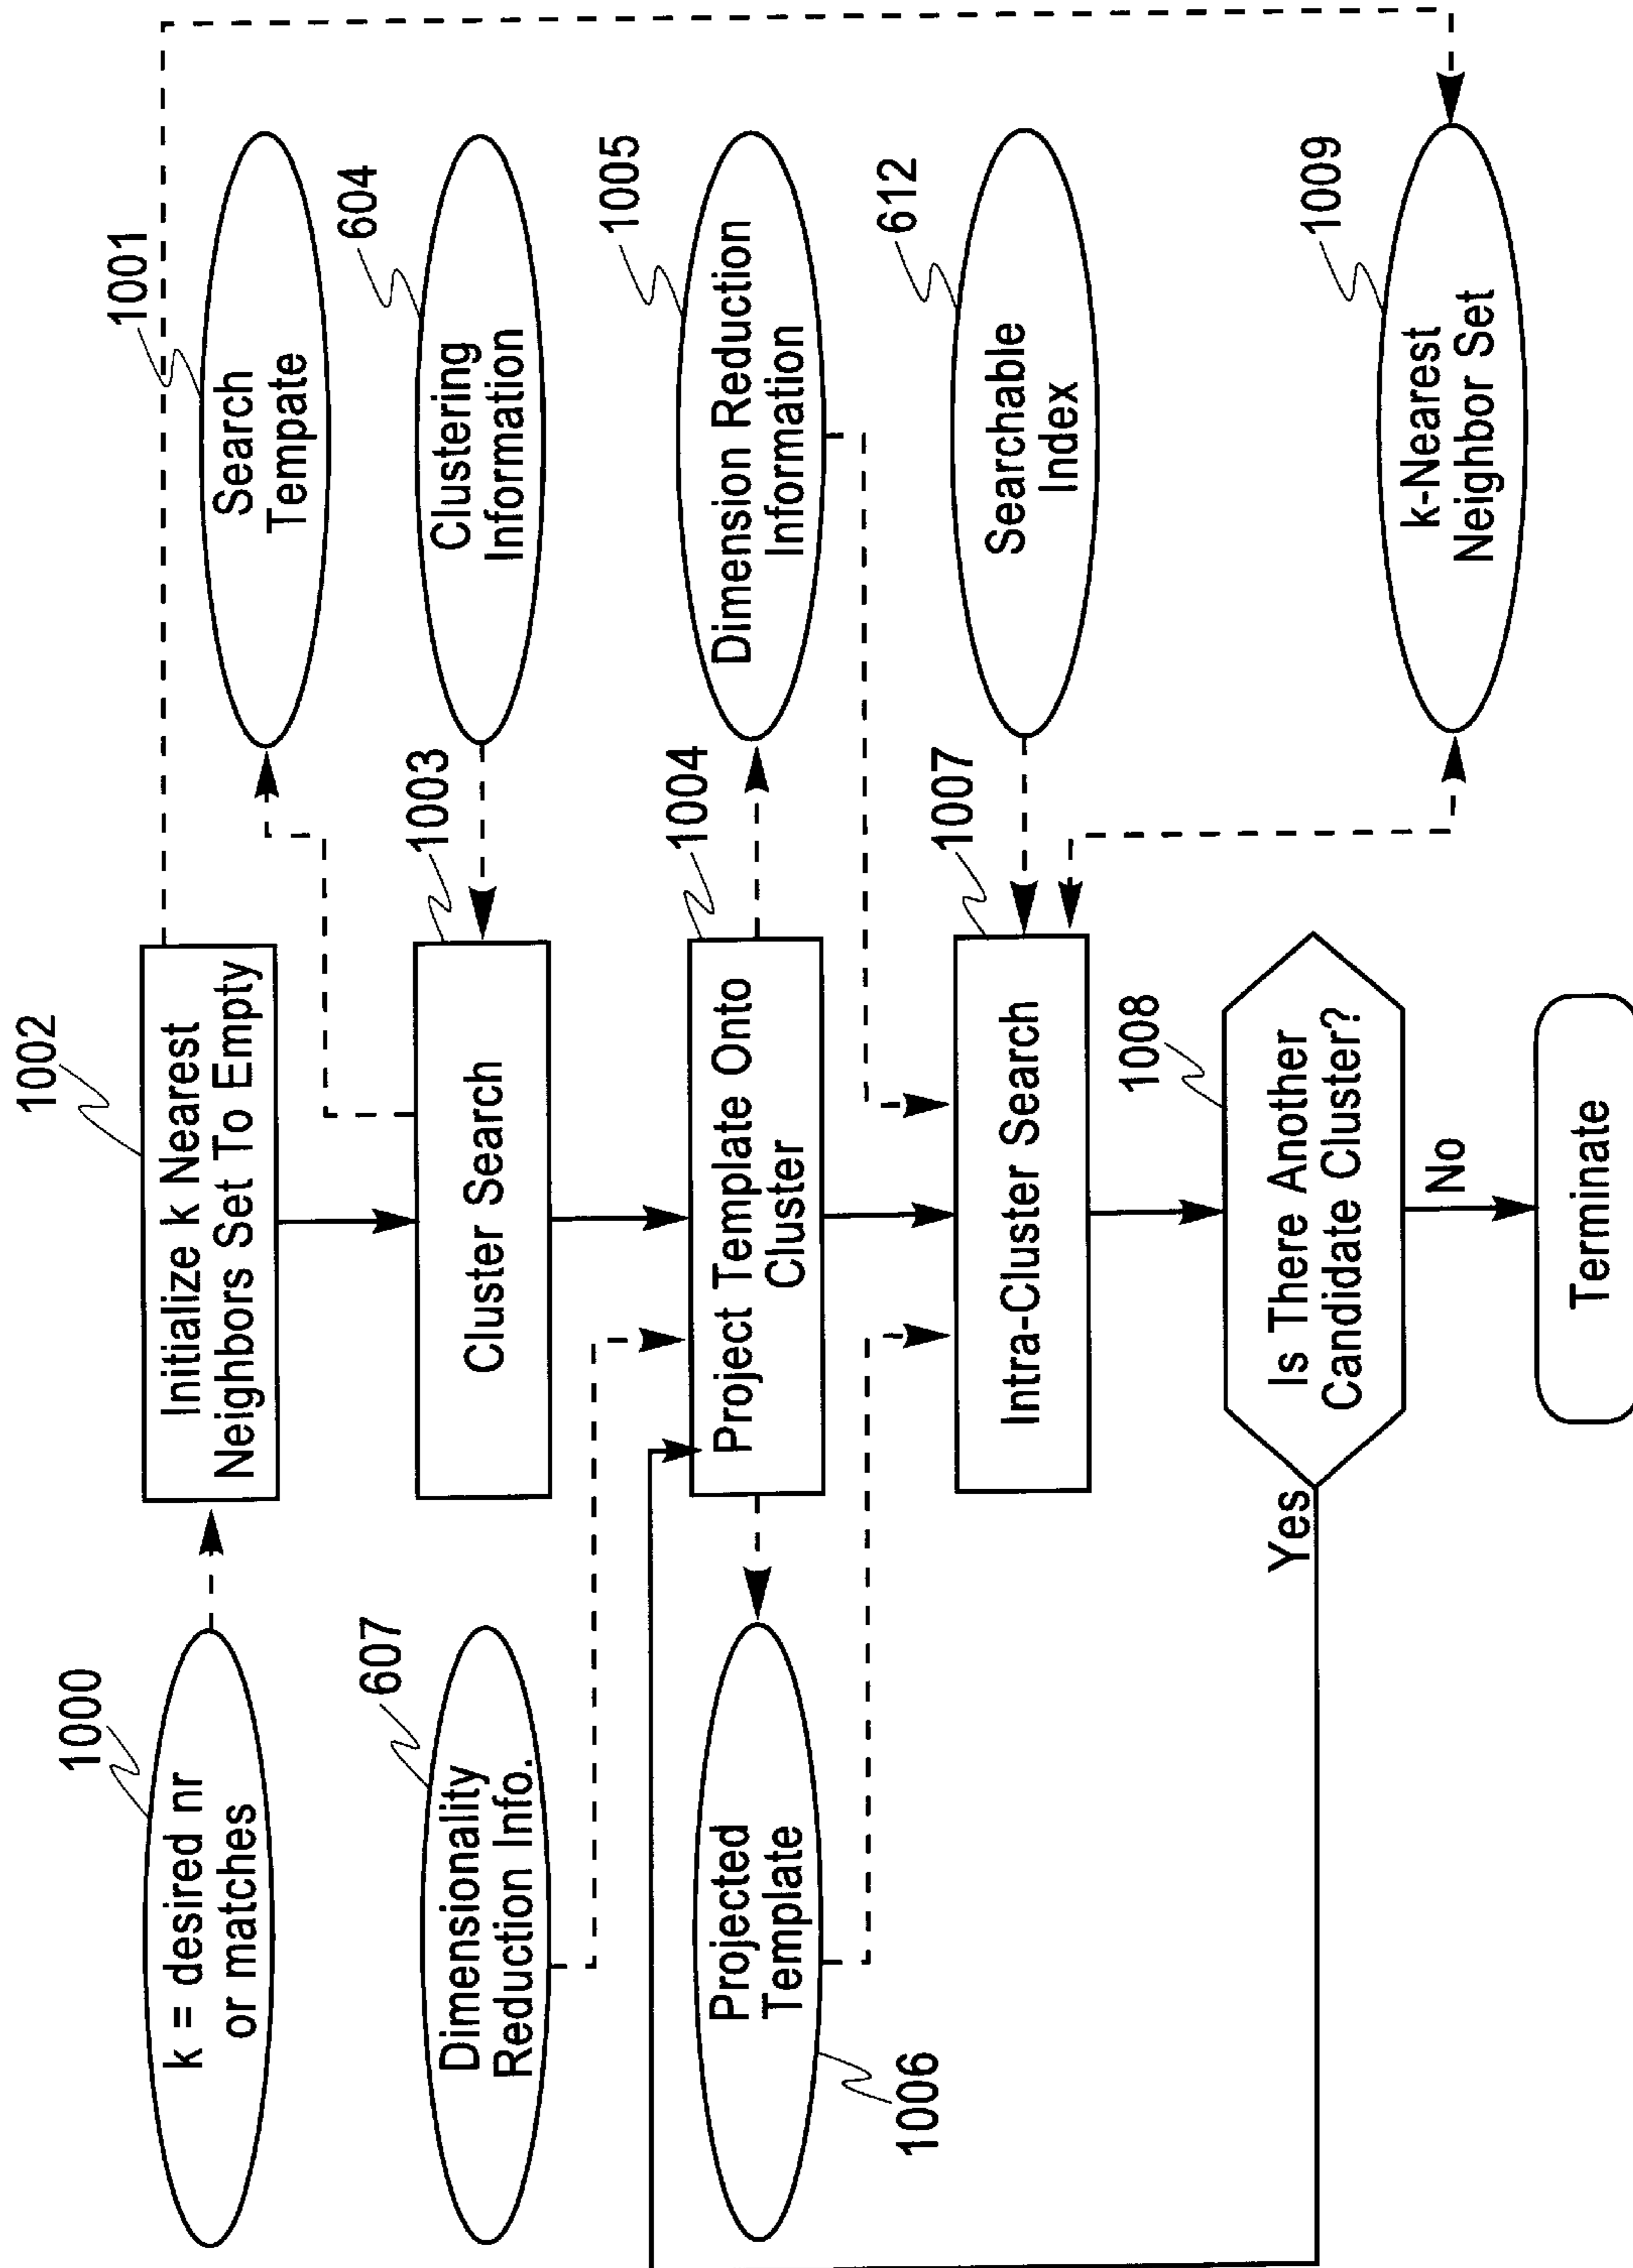 1000
k = desired nr
or matches
1002
Initialize k Nearest
Neighbors Set To Empty
1001
Search
Tempate
607
Dimensionality
Reduction Info.
1003
Cluster Search
604
Clustering
Information
Projected
Template
1006
1004
Project Template Onto
Cluster
1005
Dimension Reduction
Information
1007
Intra-Cluster Search
612
Searchable
Index
1008
Is There Another
Candidate Cluster?
Yes
No
1009
k-Nearest
Neighbor Set
Terminate